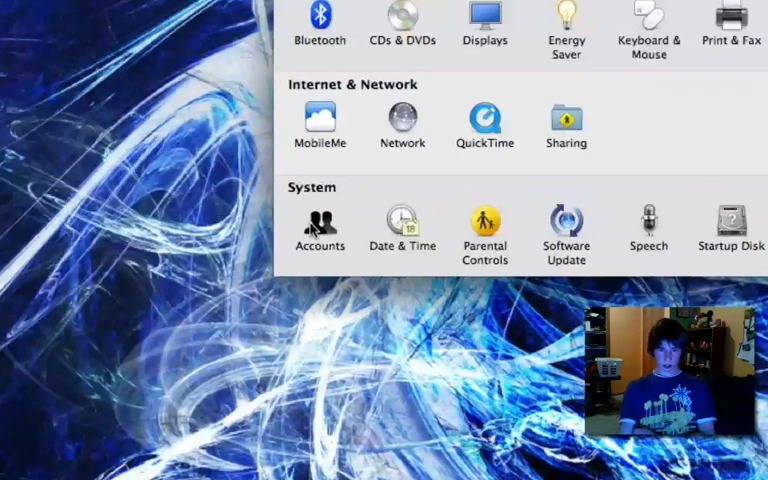 Bluetooth CDs & DVDs Displays Energy Saver Keyboard & Mouse Print & Fax
Internet & Network
MobileMe Network QuickTime Sharing
System
18
?
Accounts Date & Time Parental Controls Software Update Speech Startup Disk